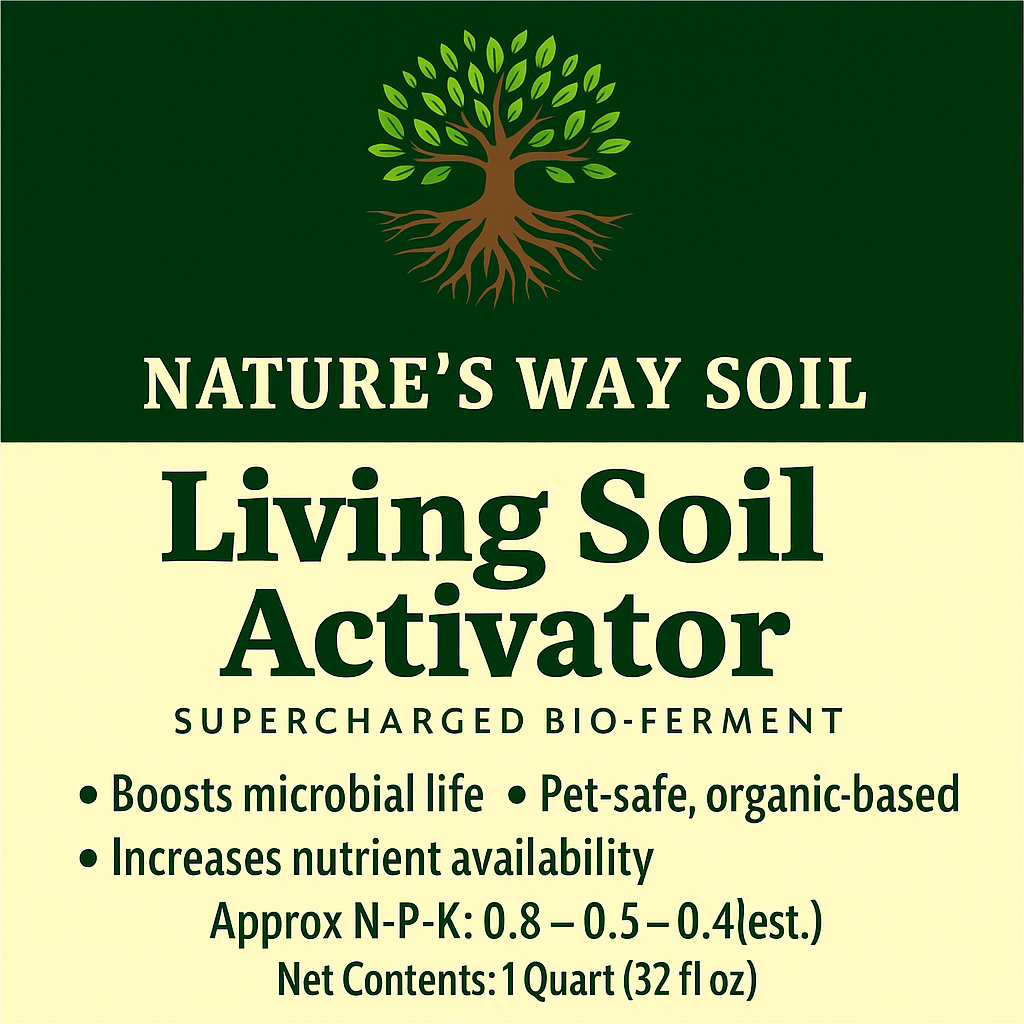 NATURE’S WAY SOIL
Living Soil
Activator
SUPERCHARGED BIO-FERMENT
• Boosts microbial life • Pet-safe, organic-based
• Increases nutrient availability
Approx N-P-K: 0.8 – 0.5 – 0.4(est.)
Net Contents: 1 Quart (32 fl oz)